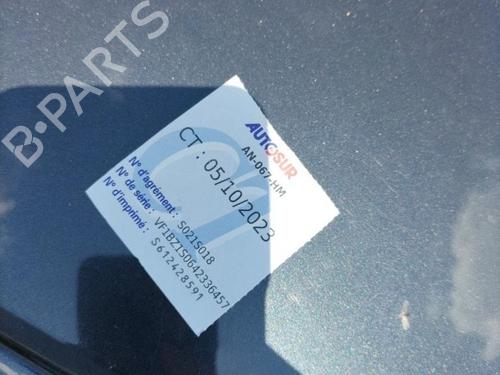 B-PARTS
AUTOSUR
AN-067-HM
CT : 05/10/2023
N° d'agrément : S021S018
N° de série : VF1BZ1S0642336457
N° d'imprimé : S612428591